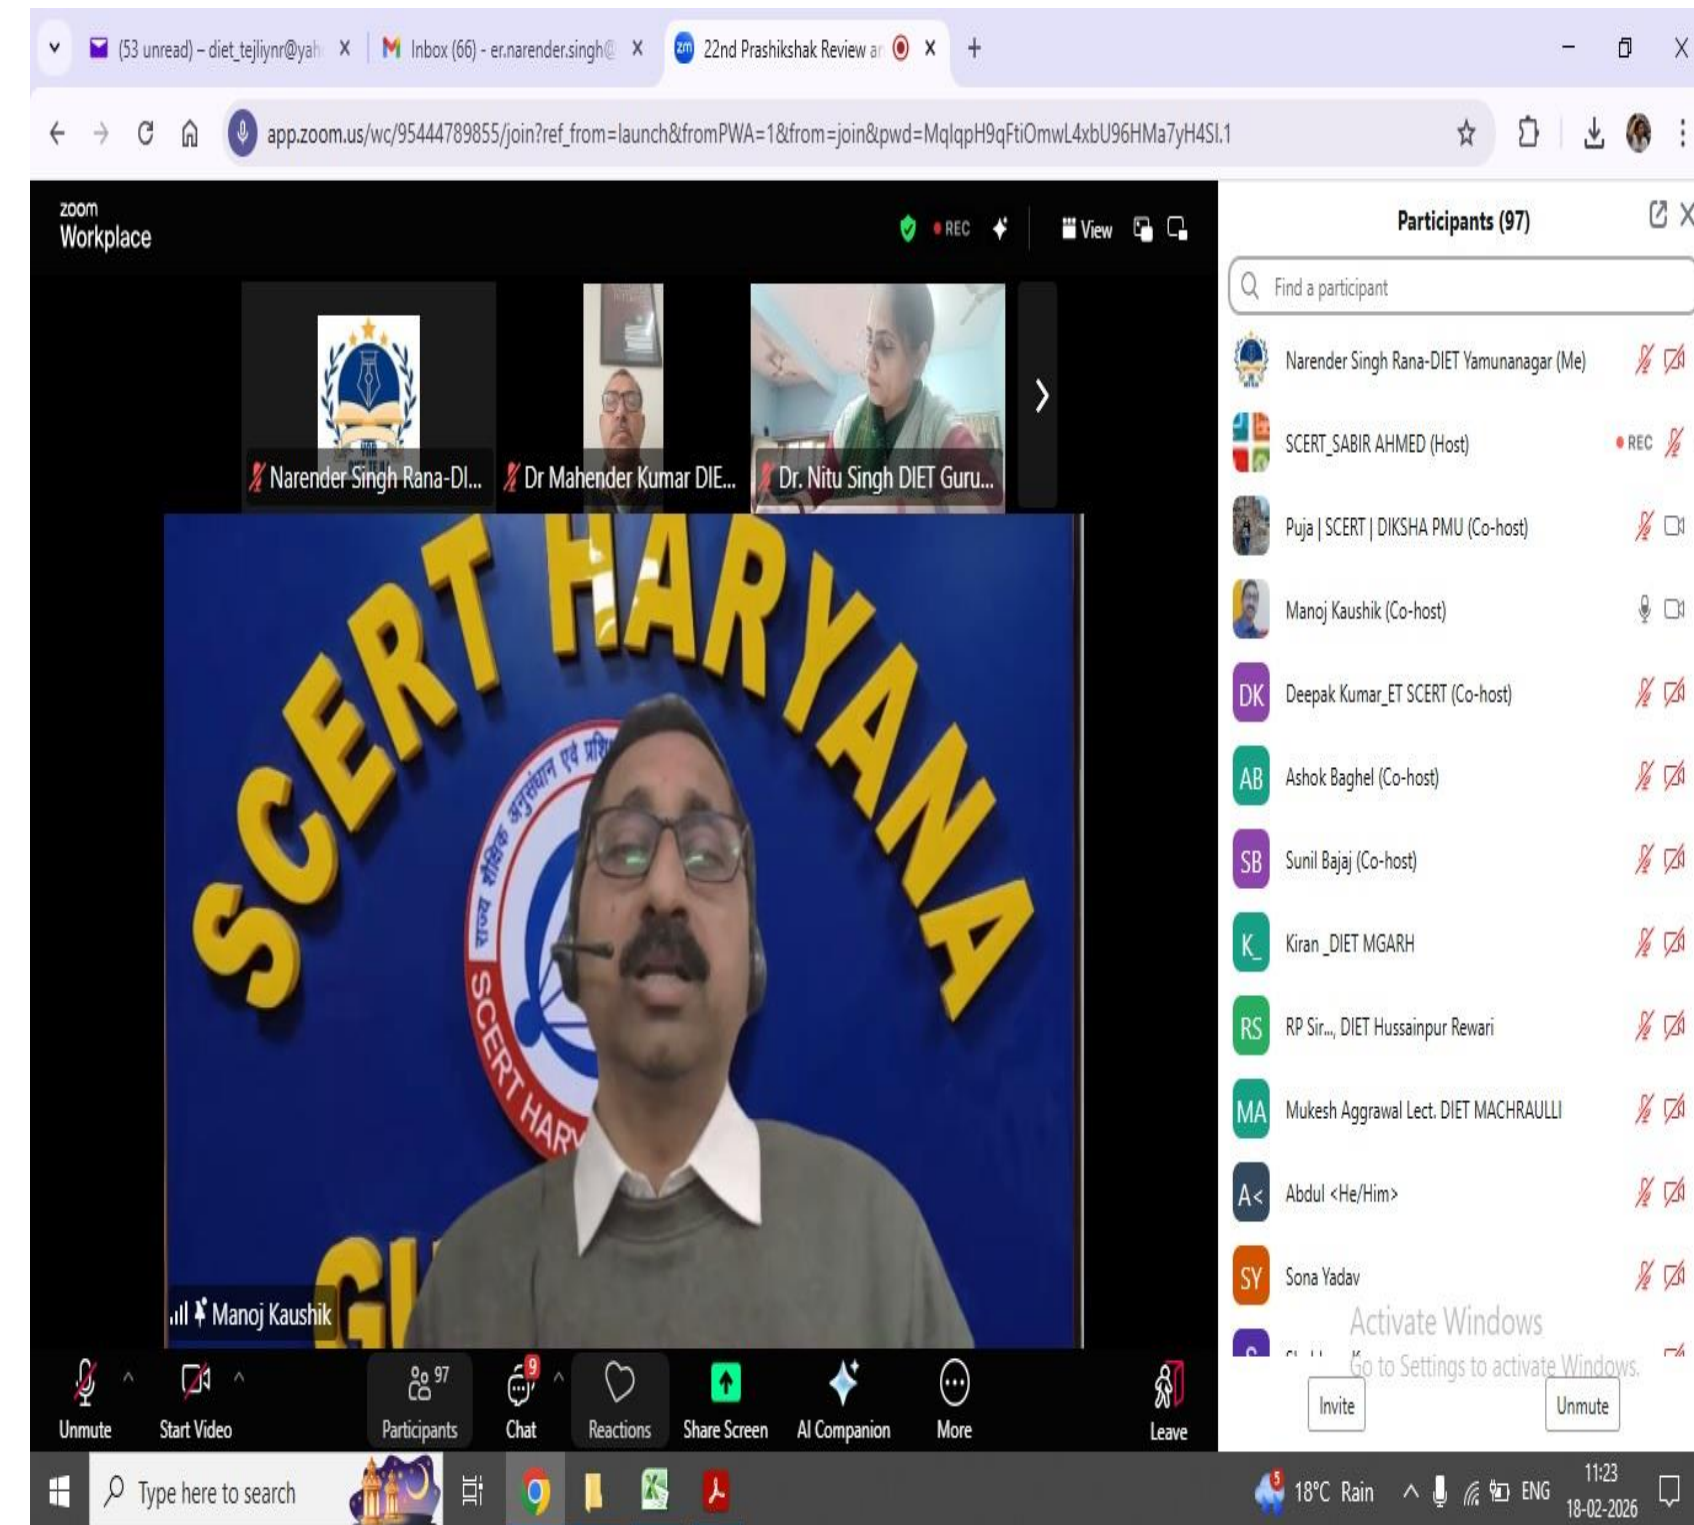 (53 unread) – diet_tejliynr@yah
Inbox (66) - er.narender.singh@
zm 22nd Prashikshak Review an
app.zoom.us/wc/95444789855/join?ref_from=launch&fromPWA=1&from=join&pwd=MqIqpH9qFtiOmwL4xbU96HMa7yH4SI.1
zoom
Workplace
REC
View
Narender Singh Rana-DI...
Dr Mahender Kumar DIE...
Dr. Nitu Singh DIET Guru...
SCERT HARYANA
राज्य शैक्षिक अनुसंधान एवं
SCERT HARY
GU
Manoj Kaushik
Participants (97)
Find a participant
Narender Singh Rana-DIET Yamunanagar (Me)
SCERT_SABIR AHMED (Host) REC
Puja | SCERT | DIKSHA PMU (Co-host)
Manoj Kaushik (Co-host)
DK Deepak Kumar_ET SCERT (Co-host)
AB Ashok Baghel (Co-host)
SB Sunil Bajaj (Co-host)
K_ Kiran _DIET MGARH
RS RP Sir..., DIET Hussainpur Rewari
MA Mukesh Aggrawal Lect. DIET MACHRAULLI
A< Abdul <He/Him>
SY Sona Yadav
Activate Windows
Go to Settings to activate Windows.
Invite
Unmute
Unmute
Start Video
97
Participants
9
Chat
Reactions
Share Screen
AI Companion
More
Leave
Type here to search
5
18°C Rain
ENG
11:23
18-02-2026